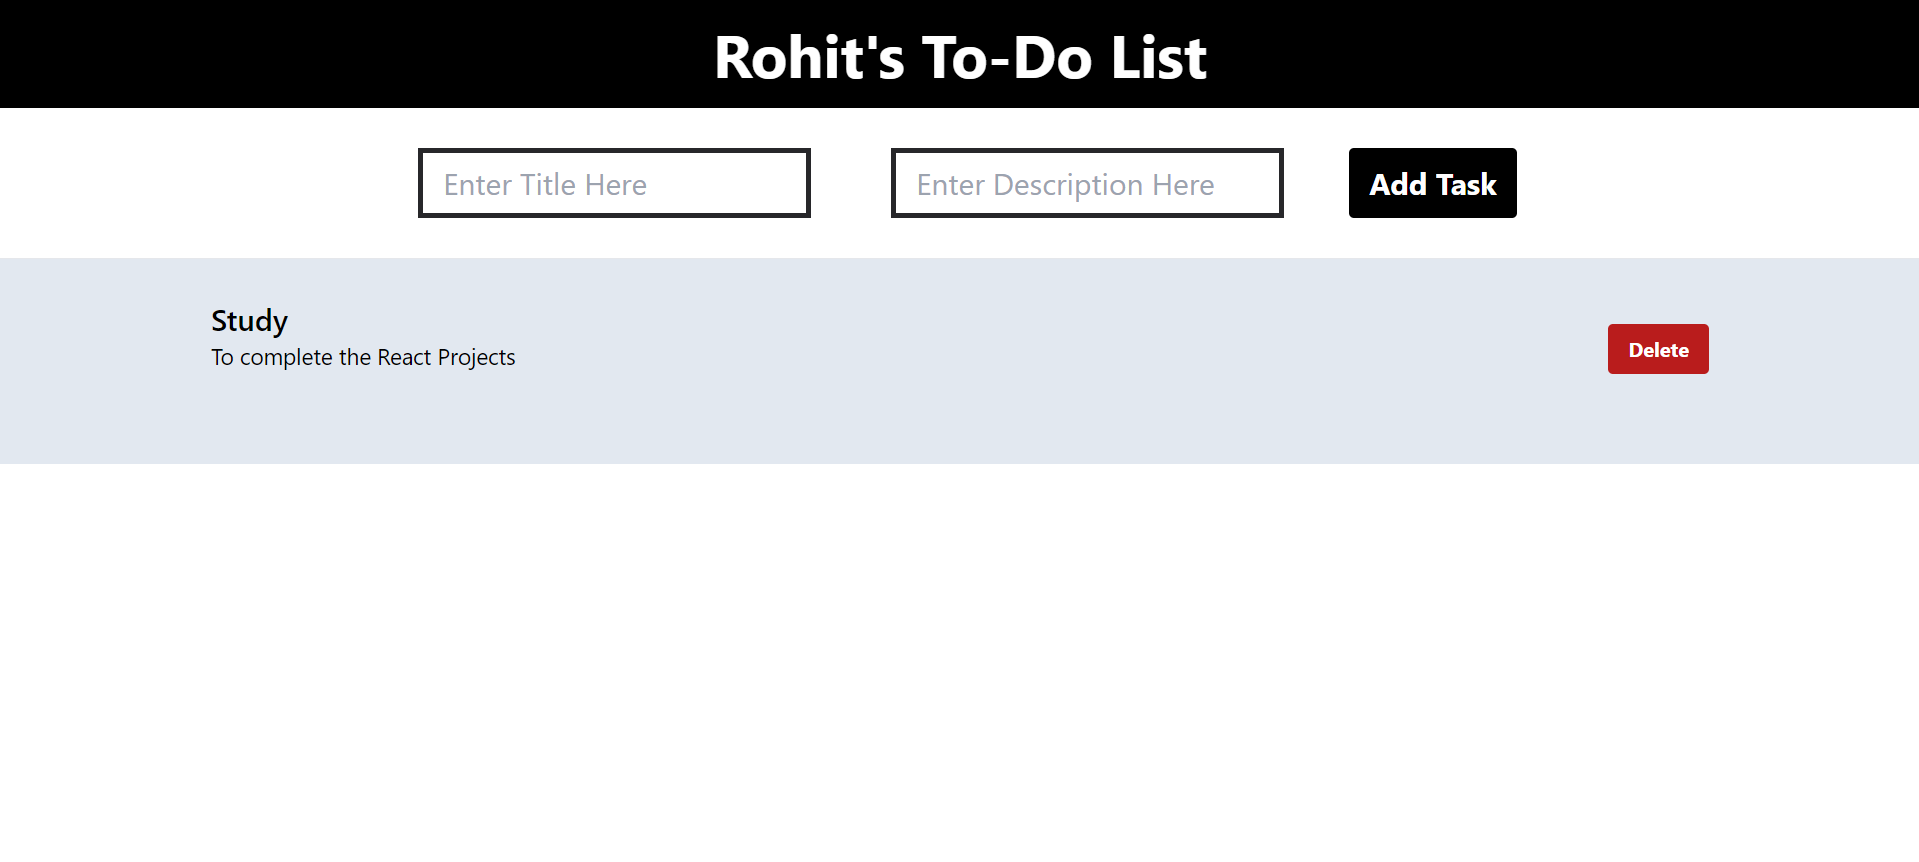 Rohit's To-Do List
Enter Title Here
Enter Description Here
Add Task
Study
To complete the React Projects
Delete